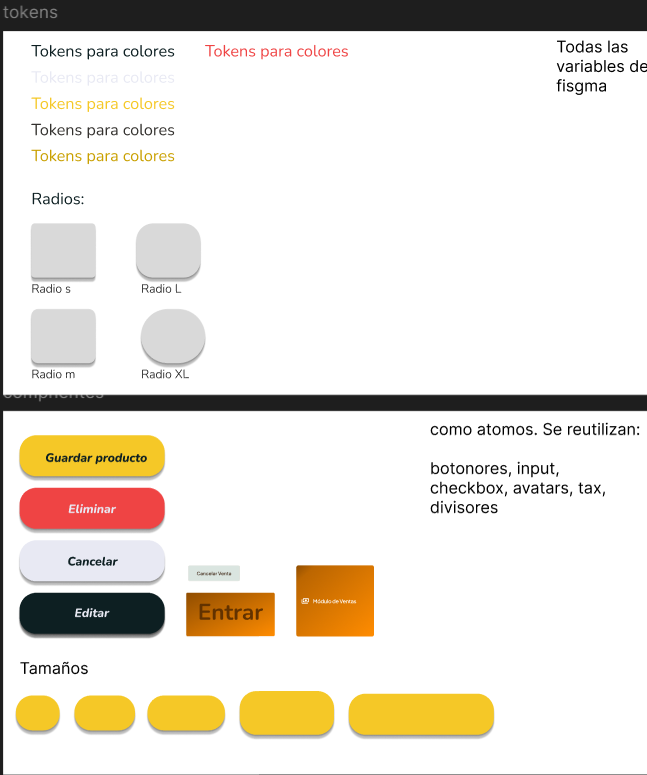 tokens
Tokens para colores
Tokens para colores
Todas las
variables de
fisgma
Tokens para colores
Tokens para colores
Tokens para colores
Tokens para colores
Radios:
Radio s
Radio L
Radio m
Radio XL
como atomos. Se reutilizan:
botonores, input,
checkbox, avatars, tax,
divisores
Guardar producto
Eliminar
Cancelar
Editar
Cancelar Venta
Entrar
Módulo de Ventas
Tamaños